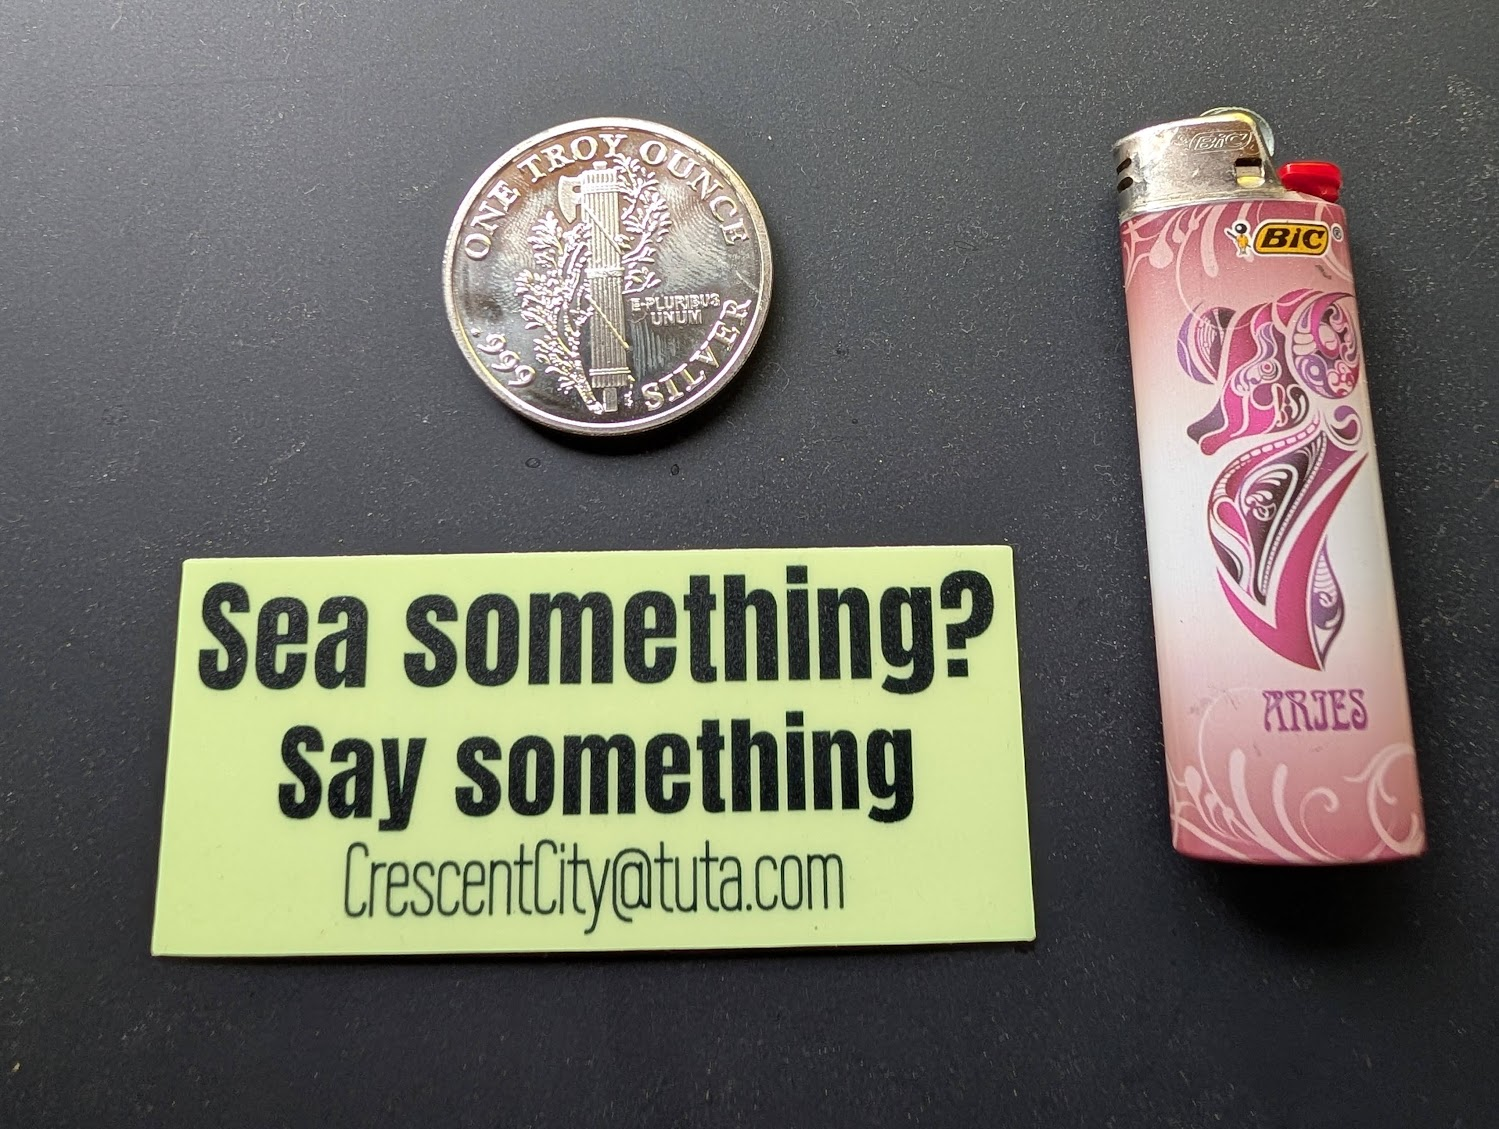 ONE TROY OUNCE
E·PLURIBUS
UNUM
.999
SILVER
BiC
BiC®
ARIES
Sea something?
Say something
CrescentCity@tuta.com